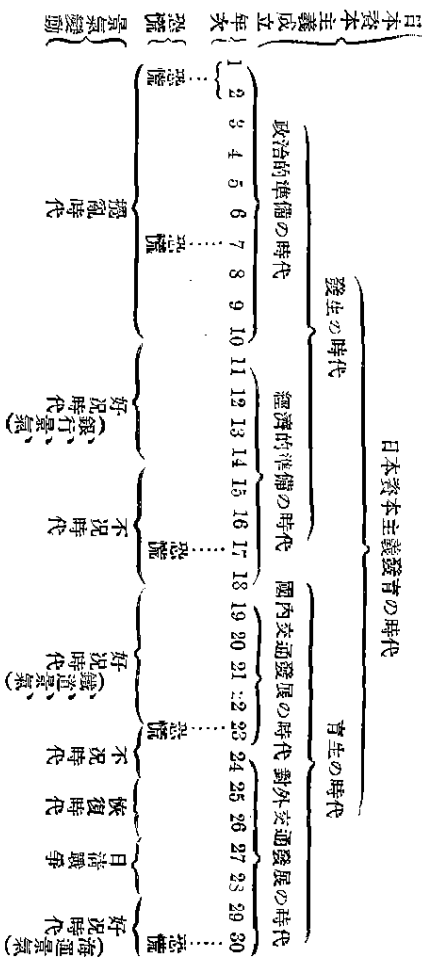 日本資本主義發育の時代
日本資本主義成立 發生の時代 育生の時代
政治的準備の時代 經濟的準備の時代 國內交通發展の時代 對外交通發展の時代
年次 1 2 3 4 5 6 7 8 9 10 11 12 13 14 15 16 17 18 19 20 21 22 23 24 25 26 27 28 29 30
恐慌 恐慌 恐慌 恐慌 恐慌 恐慌
景氣變動 攪亂時代 好況時代(銀行景氣) 不況時代 好況時代(鐵道景氣) 不況時代 恢復時代 日淸戰爭 好況時代(海運景氣)